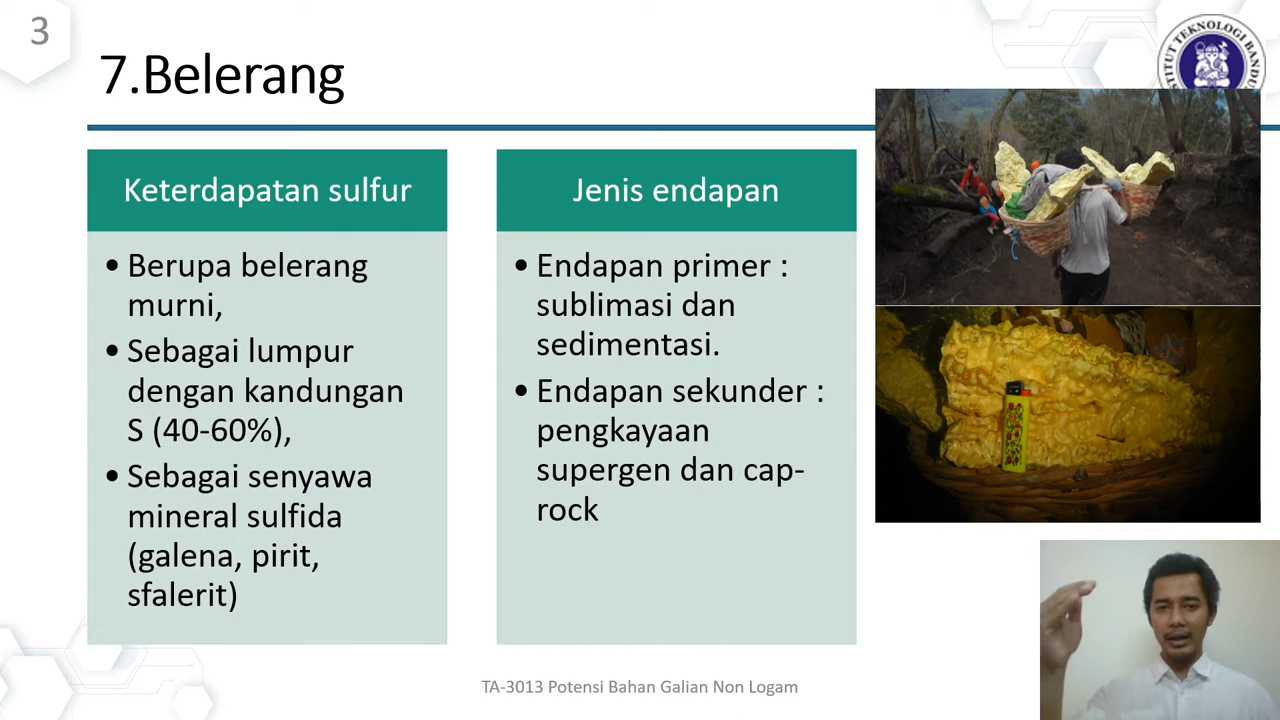 3
7.Belerang
INSTITUT TEKNOLOGI
Keterdapatan sulfur
• Berupa belerang
murni,
• Sebagai lumpur
dengan kandungan
S (40-60%),
• Sebagai senyawa
mineral sulfida
(galena, pirit,
sfalerit)
Jenis endapan
• Endapan primer :
sublimasi dan
sedimentasi.
• Endapan sekunder :
pengkayaan
supergen dan cap-
rock
TA-3013 Potensi Bahan Galian Non Logam